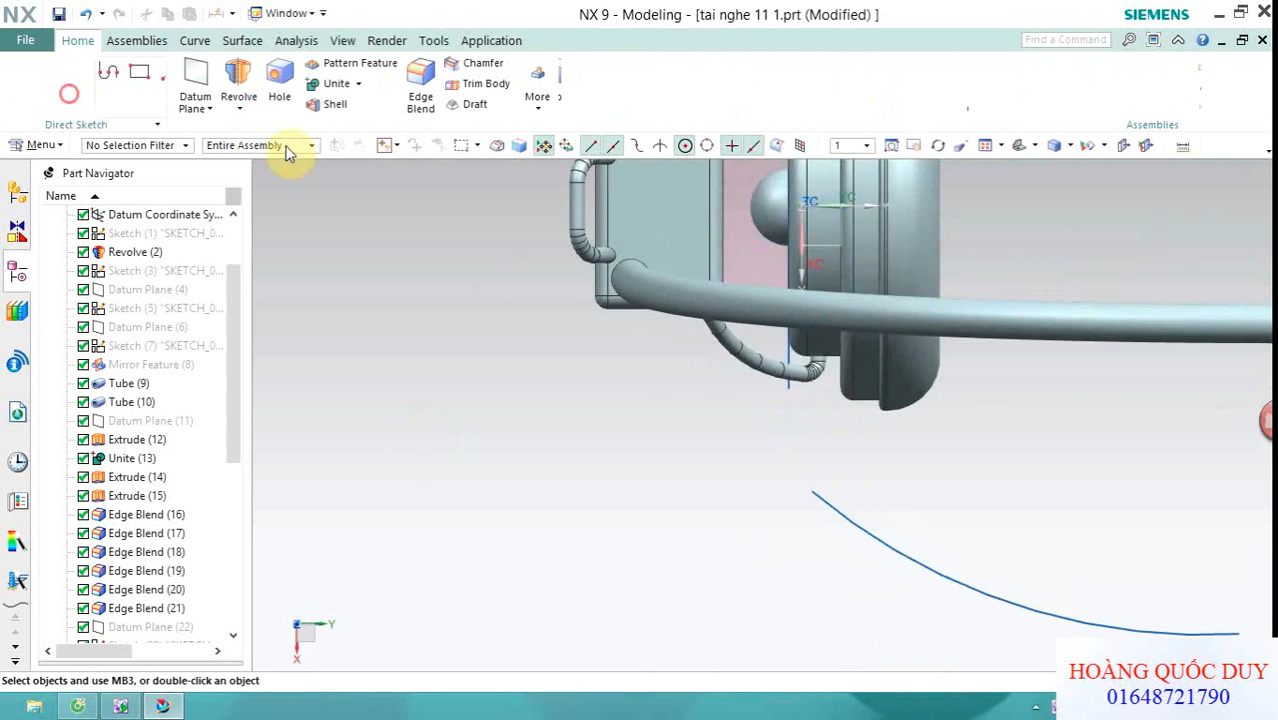 NX
Window
NX 9 - Modeling - [tai nghe 11 1.prt (Modified) ]
SIEMENS
File
Home
Assemblies
Curve
Surface
Analysis
View
Render
Tools
Application
Find a Command
Datum Plane
Revolve
Hole
Pattern Feature
Unite
Shell
Edge Blend
Chamfer
Trim Body
Draft
More
Direct Sketch
Assemblies
Menu
No Selection Filter
Entire Assembly
1
Part Navigator
Name
Datum Coordinate Sy...
Sketch (1) "SKETCH_0...
Revolve (2)
Sketch (3) "SKETCH_0...
Datum Plane (4)
Sketch (5) "SKETCH_0...
Datum Plane (6)
Sketch (7) "SKETCH_0...
Mirror Feature (8)
Tube (9)
Tube (10)
Datum Plane (11)
Extrude (12)
Unite (13)
Extrude (14)
Extrude (15)
Edge Blend (16)
Edge Blend (17)
Edge Blend (18)
Edge Blend (19)
Edge Blend (20)
Edge Blend (21)
Datum Plane (22)
ZC
YC
XC
X
Z
Y
X
Select objects and use MB3, or double-click an object
HOÀNG QUỐC DUY
01648721790